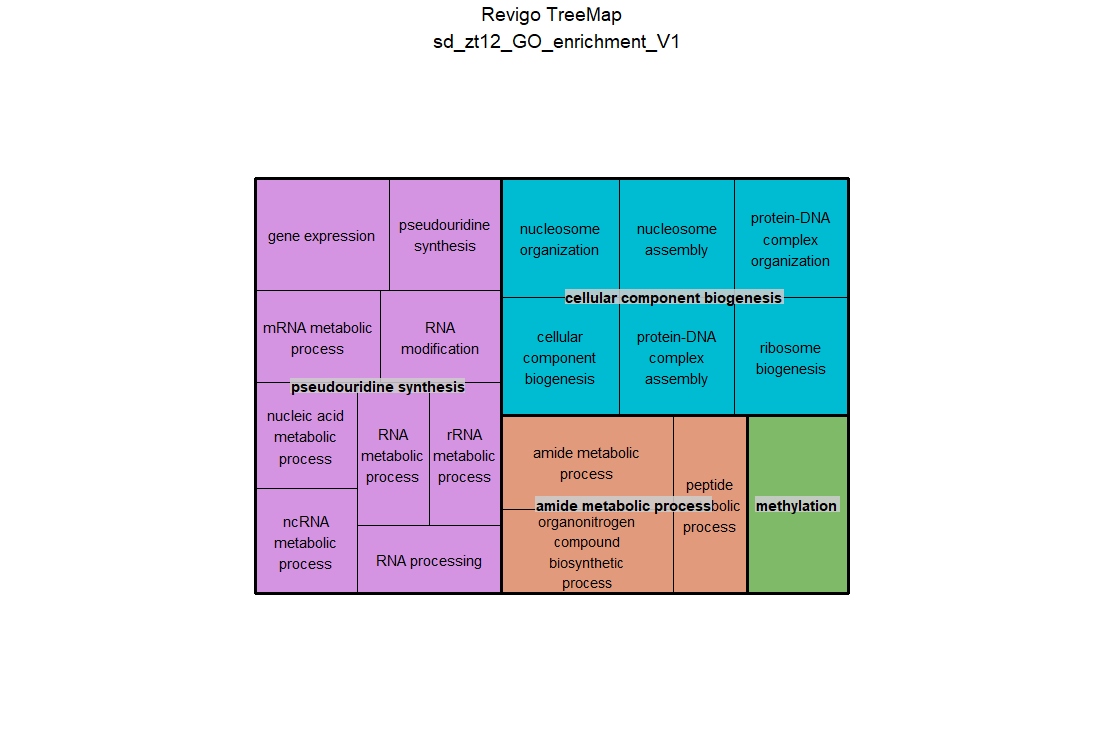 Revigo TreeMap
sd_zt12_GO_enrichment_V1
gene expression
pseudouridine
synthesis
mRNA metabolic
process
RNA
modification
pseudouridine synthesis
nucleic acid
metabolic
process
RNA
metabolic
process
rRNA
metabolic
process
ncRNA
metabolic
process
RNA processing
nucleosome
organization
nucleosome
assembly
protein-DNA
complex
organization
cellular component biogenesis
cellular
component
biogenesis
protein-DNA
complex
assembly
ribosome
biogenesis
amide metabolic
process
peptide
bolic
process
amide metabolic process
organonitrogen
compound
biosynthetic
process
methylation